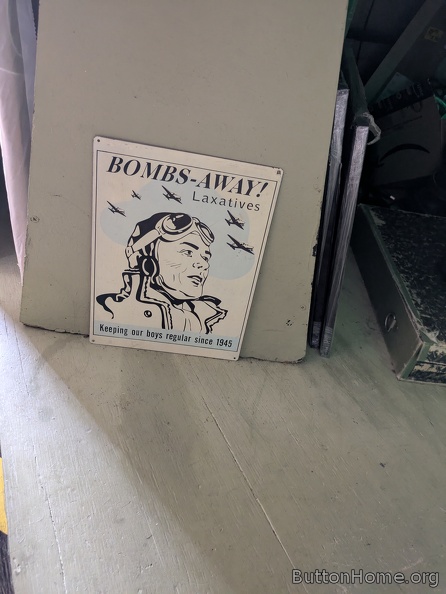 BOMBS-AWAY!
Laxatives
Keeping our boys regular since 1945
ButtonHome.org